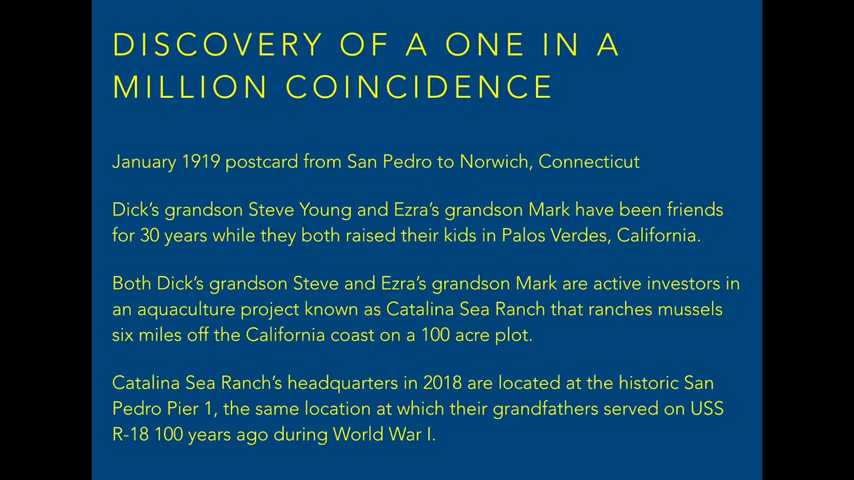 DISCOVERY OF A ONE IN A
MILLION COINCIDENCE
January 1919 postcard from San Pedro to Norwich, Connecticut
Dick’s grandson Steve Young and Ezra’s grandson Mark have been friends
for 30 years while they both raised their kids in Palos Verdes, California.
Both Dick’s grandson Steve and Ezra’s grandson Mark are active investors in
an aquaculture project known as Catalina Sea Ranch that ranches mussels
six miles off the California coast on a 100 acre plot.
Catalina Sea Ranch’s headquarters in 2018 are located at the historic San
Pedro Pier 1, the same location at which their grandfathers served on USS
R-18 100 years ago during World War I.